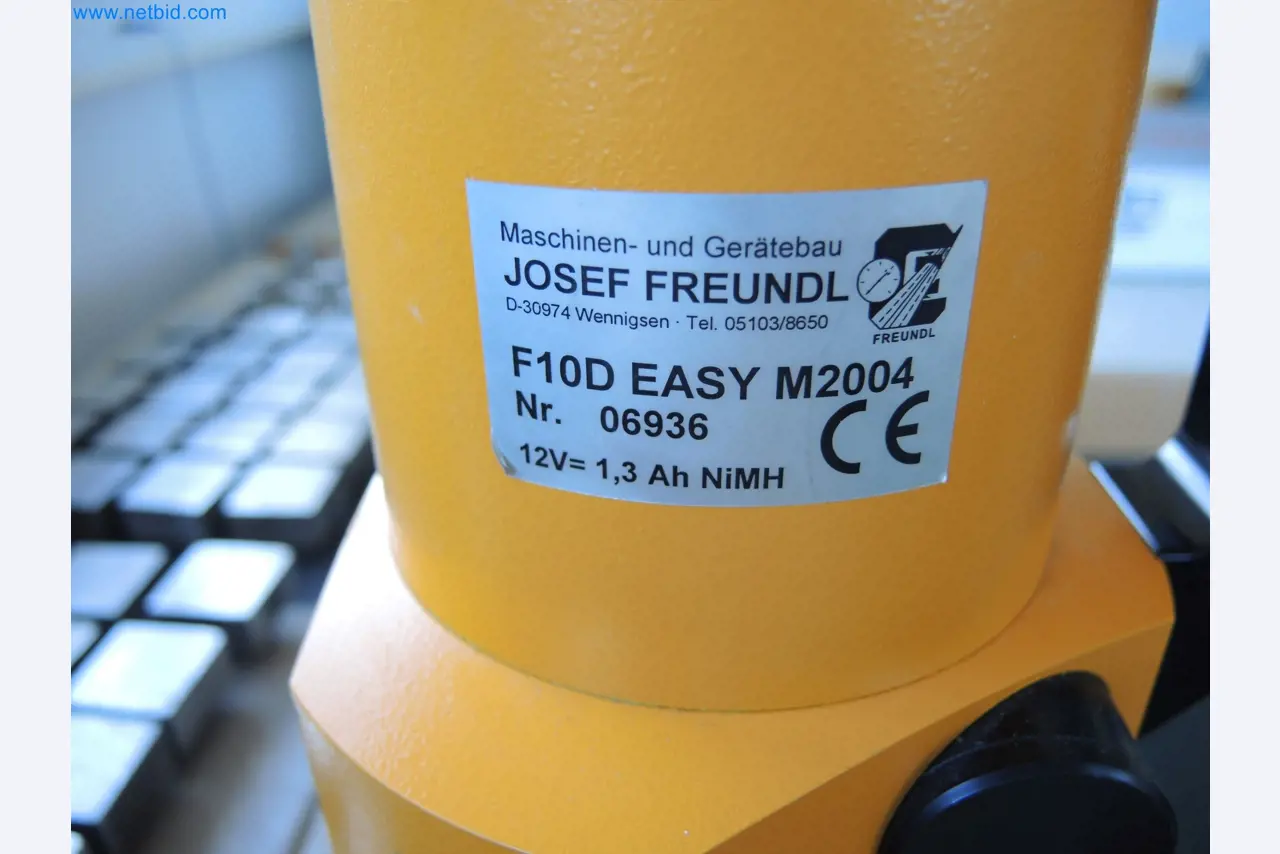 www.netbid.com
Maschinen- und Gerätebau
JOSEF FREUNDL
D-30974 Wennigsen · Tel. 05103/8650
FREUNDL
F10D EASY M2004
Nr. 06936
CE
12V= 1,3 Ah NiMH